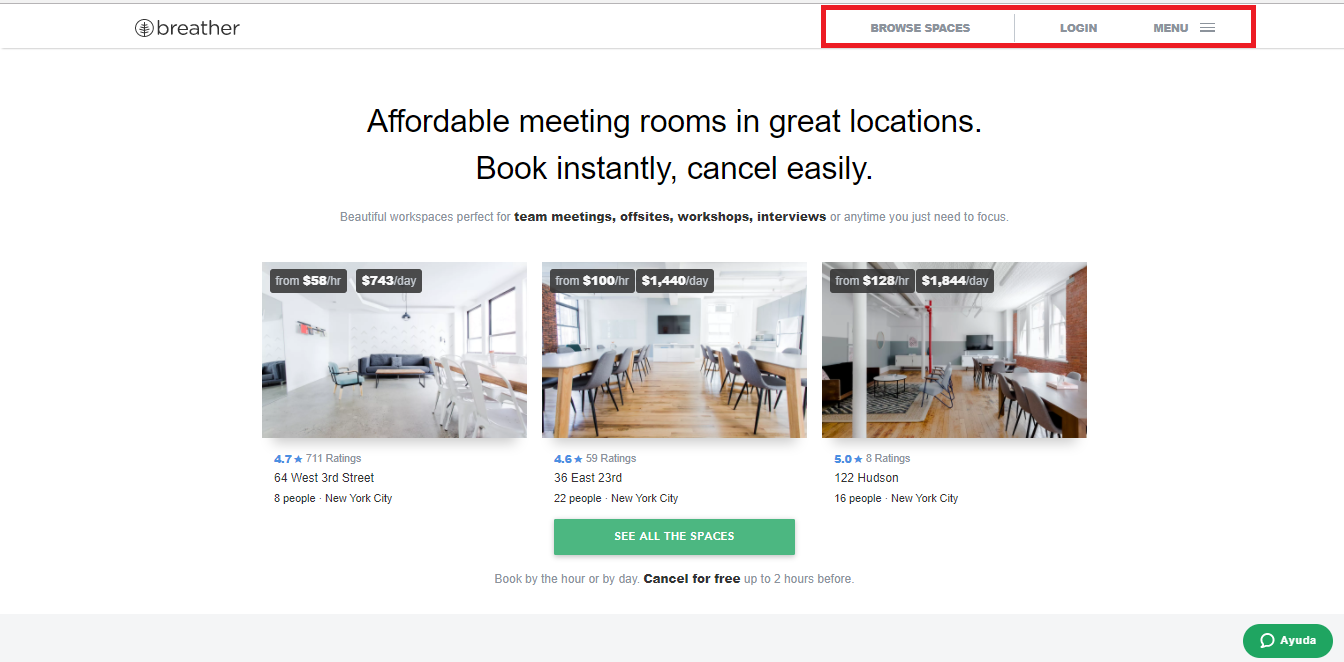 breather
BROWSE SPACES
LOGIN
MENU
Affordable meeting rooms in great locations.
Book instantly, cancel easily.
Beautiful workspaces perfect for team meetings, offsites, workshops, interviews or anytime you just need to focus.
from $58/hr $743/day
from $100/hr $1,440/day
from $128/hr $1,844/day
4.7★ 711 Ratings
64 West 3rd Street
8 people · New York City
4.6★ 59 Ratings
36 East 23rd
22 people · New York City
5.0★ 8 Ratings
122 Hudson
16 people · New York City
SEE ALL THE SPACES
Book by the hour or by day. Cancel for free up to 2 hours before.
Ayuda